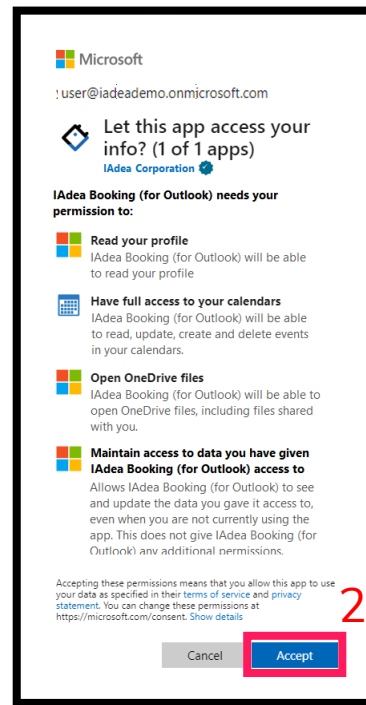 Microsoft
user@iadeademo.onmicrosoft.com
Let this app access your
info? (1 of 1 apps)
IAdea Corporation
IAdea Booking (for Outlook) needs your
permission to:
Read your profile
IAdea Booking (for Outlook) will be able
to read your profile
Have full access to your calendars
IAdea Booking (for Outlook) will be able
to read, update, create and delete events
in your calendars.
Open OneDrive files
IAdea Booking (for Outlook) will be able to
open OneDrive files, including files shared
with you.
Maintain access to data you have given
IAdea Booking (for Outlook) access to
Allows IAdea Booking (for Outlook) to see
and update the data you gave it access to,
even when you are not currently using the
app. This does not give IAdea Booking (for
Outlook) any additional permissions.
Accepting these permissions means that you allow this app to use
your data as specified in their terms of service and privacy
statement. You can change these permissions at
https://microsoft.com/consent. Show details
2
Cancel
Accept